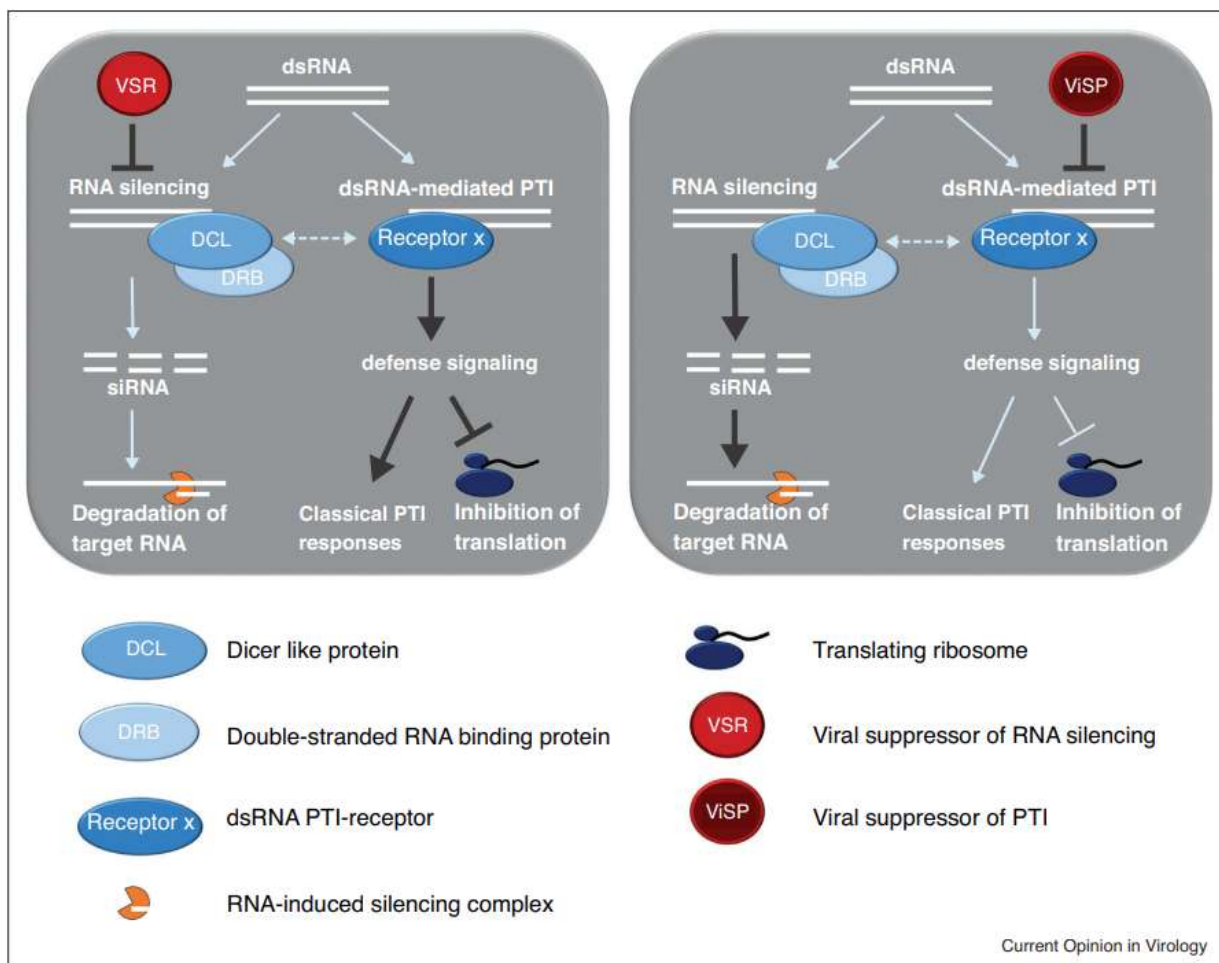 VSR
dsRNA
RNA silencing
dsRNA-mediated PTI
DCL
Receptor x
DRB
siRNA
defense signaling
Degradation of
target RNA
Classical PTI
responses
Inhibition of
translation
dsRNA
ViSP
RNA silencing
dsRNA-mediated PTI
DCL
Receptor x
DRB
siRNA
defense signaling
Degradation of
target RNA
Classical PTI
responses
Inhibition of
translation
DCL
Dicer like protein
DRB
Double-stranded RNA binding protein
Receptor x
dsRNA PTI-receptor
RNA-induced silencing complex
Translating ribosome
VSR
Viral suppressor of RNA silencing
ViSP
Viral suppressor of PTI
Current Opinion in Virology